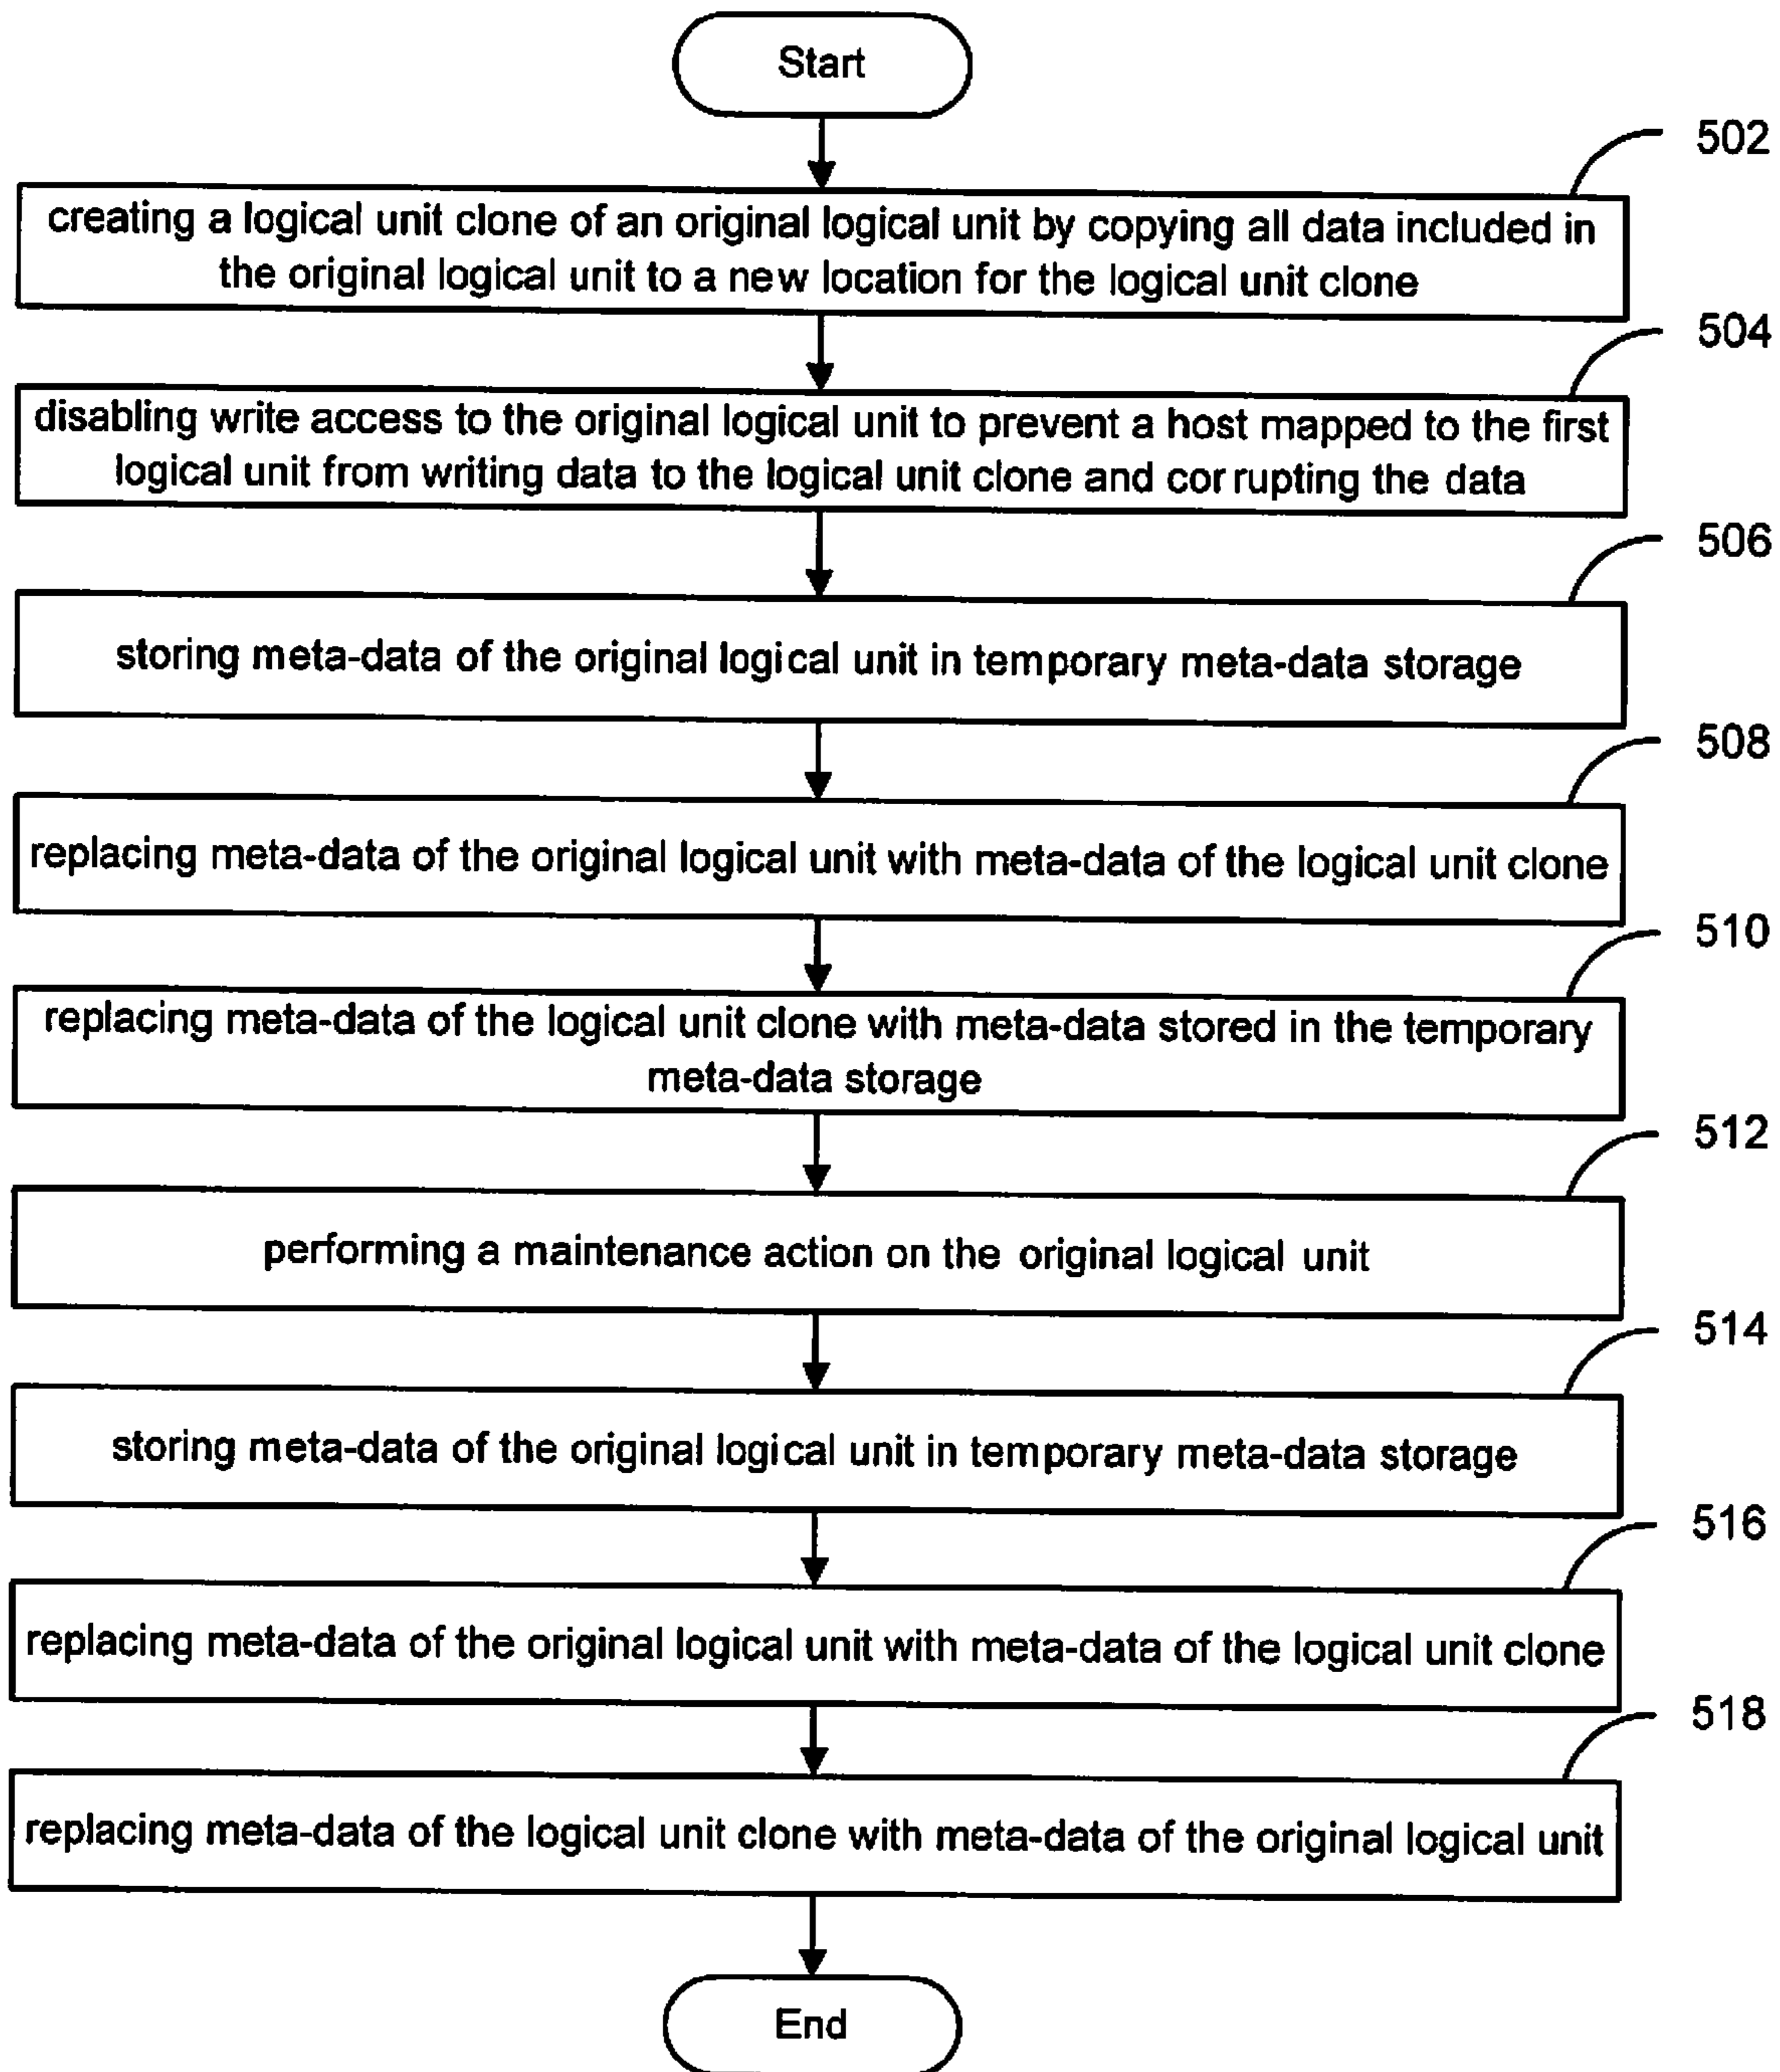 Start
502
creating a logical unit clone of an original logical unit by copying all data included in
the original logical unit to a new location for the logical unit clone
504
disabling write access to the original logical unit to prevent a host mapped to the first
logical unit from writing data to the logical unit clone and corrupting the data
506
storing meta-data of the original logical unit in temporary meta-data storage
508
replacing meta-data of the original logical unit with meta-data of the logical unit clone
510
replacing meta-data of the logical unit clone with meta-data stored in the temporary
meta-data storage
512
performing a maintenance action on the original logical unit
514
storing meta-data of the original logical unit in temporary meta-data storage
516
replacing meta-data of the original logical unit with meta-data of the logical unit clone
518
replacing meta-data of the logical unit clone with meta-data of the original logical unit
End